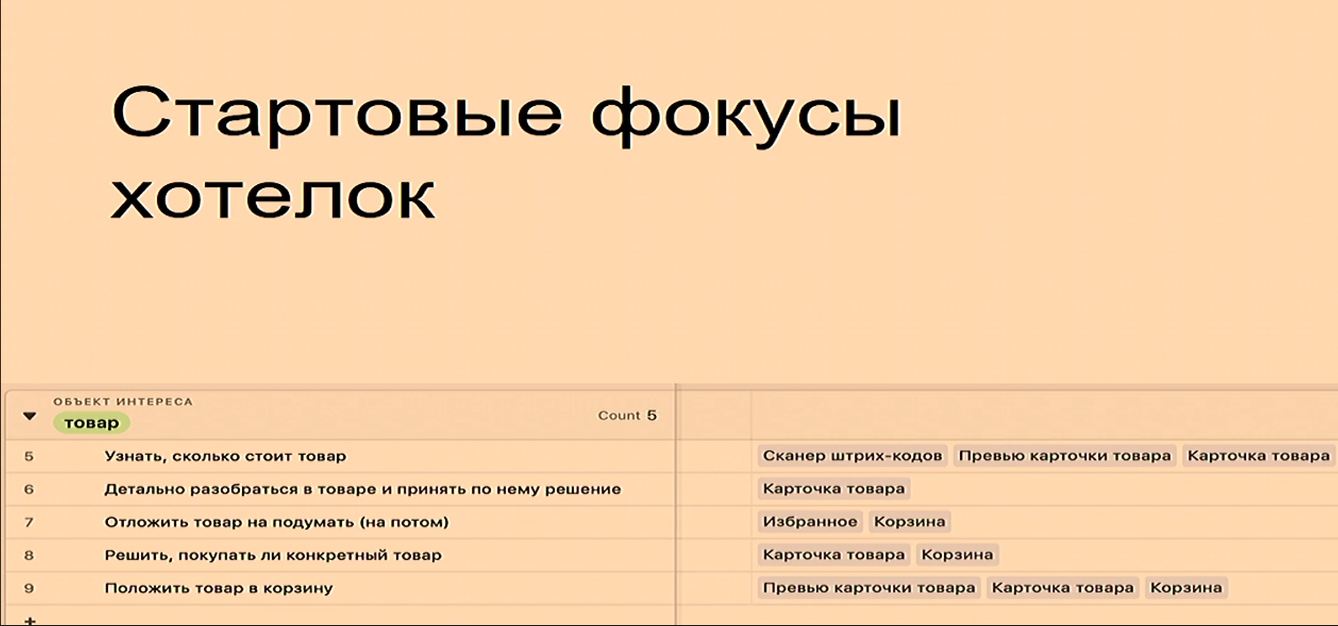 Стартовые фокусы
хотелок
ОБЪЕКТ ИНТЕРЕСА
товар
Count 5
5 Узнать, сколько стоит товар Сканер штрих-кодов Превью карточки товара Карточка товара
6 Детально разобраться в товаре и принять по нему решение Карточка товара
7 Отложить товар на подумать (на потом) Избранное Корзина
8 Решить, покупать ли конкретный товар Карточка товара Корзина
9 Положить товар в корзину Превью карточки товара Карточка товара Корзина
+